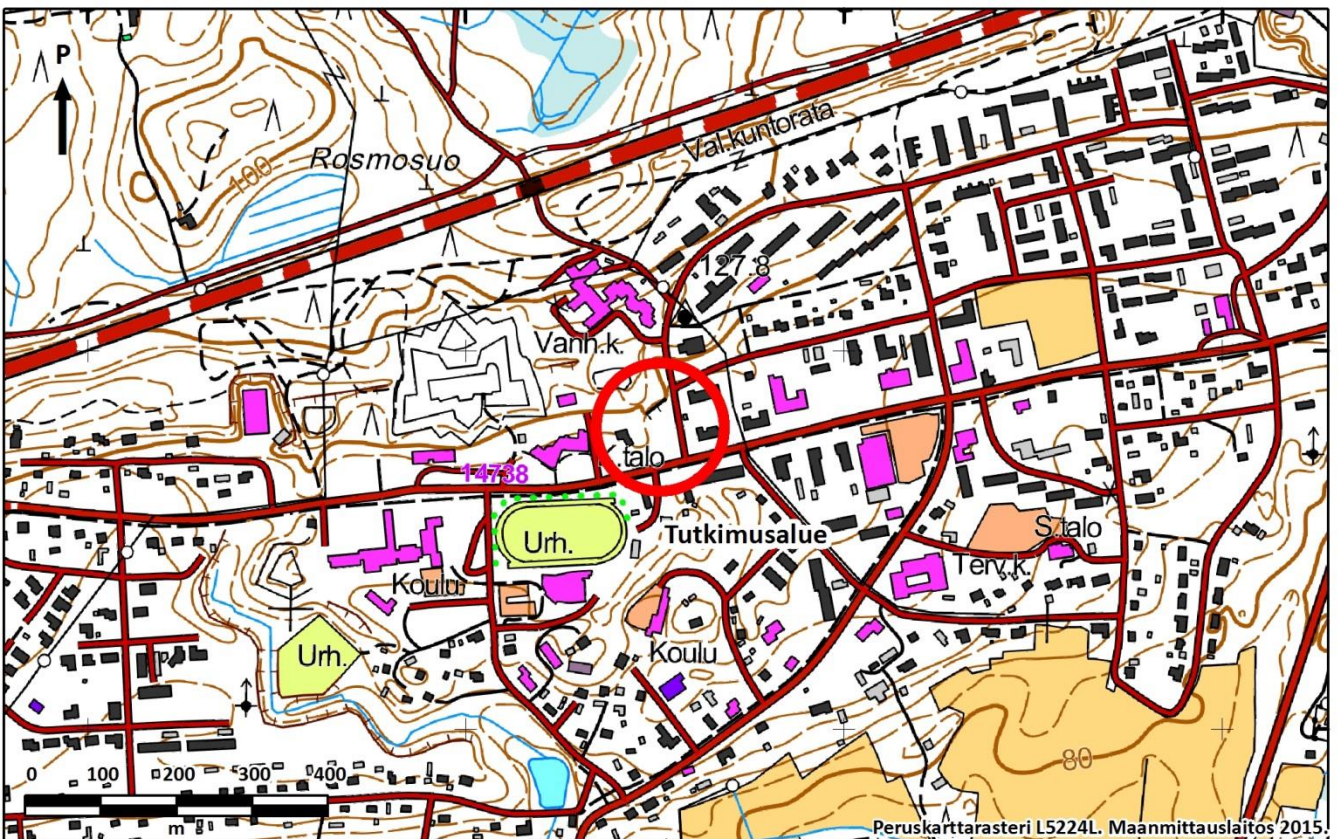 P
Rosmosuo
100
Val.kuntorata
127.8
Vanh.k.
.talo
14738
Tutkimusalue
Urh.
S.talo
Terv.k.
Koulu
Koulu
Urh.
80
0 100 200 300 400
m
Peruskarttarasteri L5224L. Maanmittauslaitos 2015